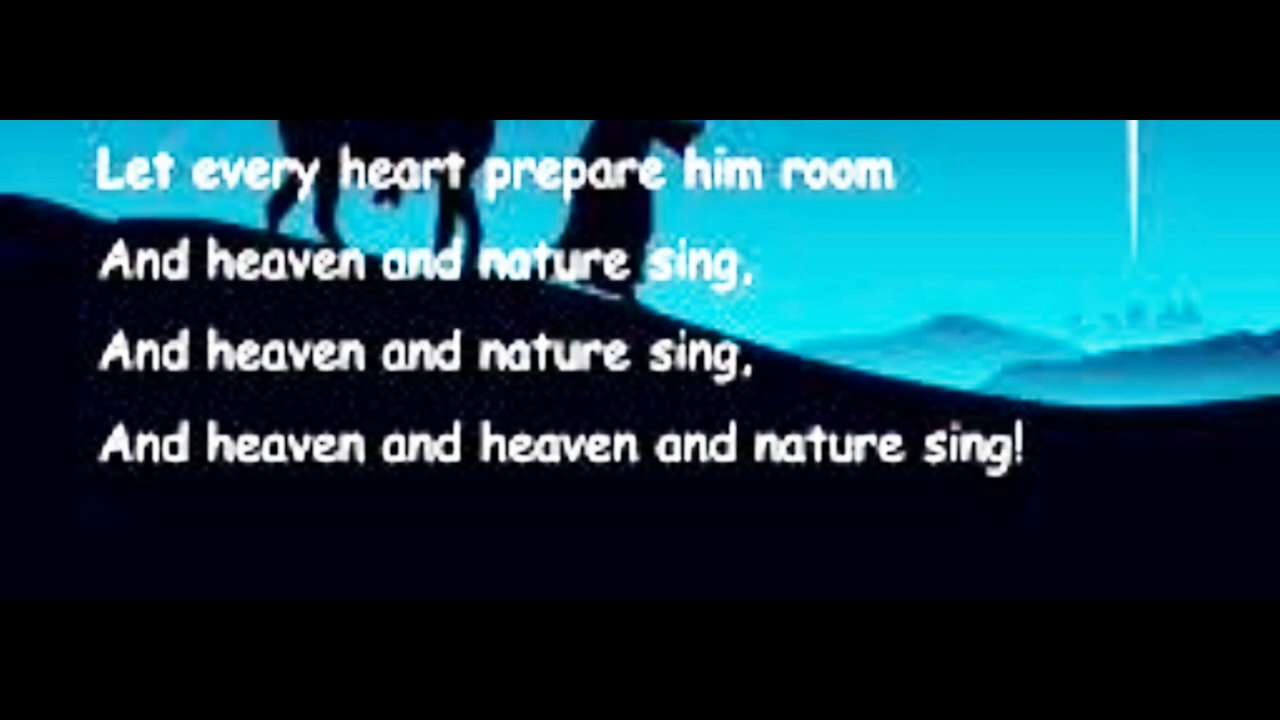 Let every heart prepare him room
And heaven and nature sing,
And heaven and nature sing,
And heaven and heaven and nature sing!